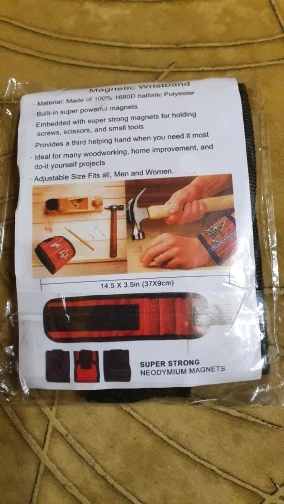 Magnetic Wristband
· Material: Made of 100% 1680D ballistic Polyester
· Built-in super powerful magnets
· Embedded with super strong magnets for holding
screws, scissors, and small tools
· Provides a third helping hand when you need it most
· Ideal for many woodworking, home improvement, and
do-it yourself projects
· Adjustable Size Fits all, Men and Women.
14.5 X 3.5in (37X9cm)
SUPER STRONG
NEODYMIUM MAGNETS